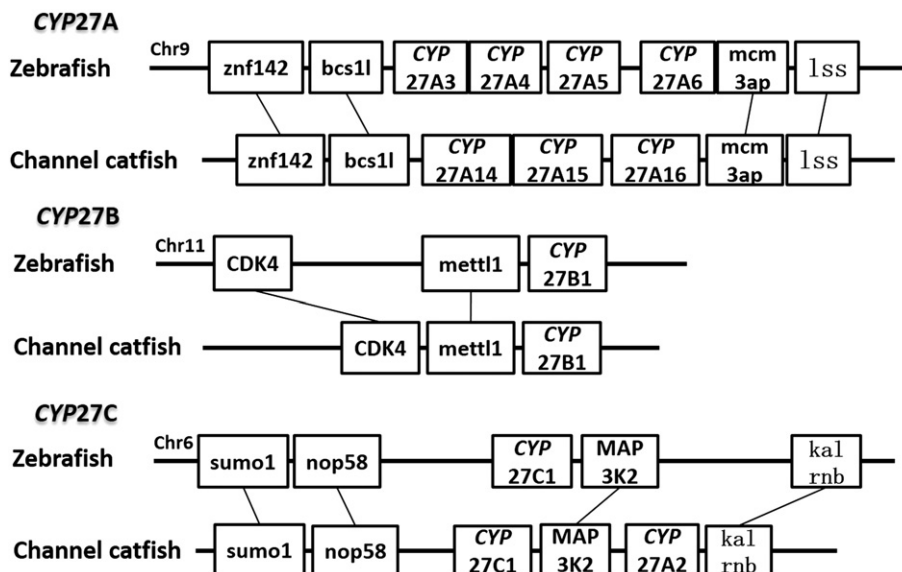 CYP27A
Chr9
Zebrafish
znf142 bcs1l CYP CYP CYP CYP mcm lss
27A3 27A4 27A5 27A6 3ap
Channel catfish
znf142 bcs1l CYP CYP CYP mcm lss
27A14 27A15 27A16 3ap
CYP27B
Chr11
Zebrafish
CDK4 mettl1 CYP
27B1
Channel catfish
CDK4 mettl1 CYP
27B1
CYP27C
Chr6
Zebrafish
sumo1 nop58 CYP MAP kal
27C1 3K2 rnb
Channel catfish
sumo1 nop58 CYP MAP CYP kal
27C1 3K2 27A2 rnb